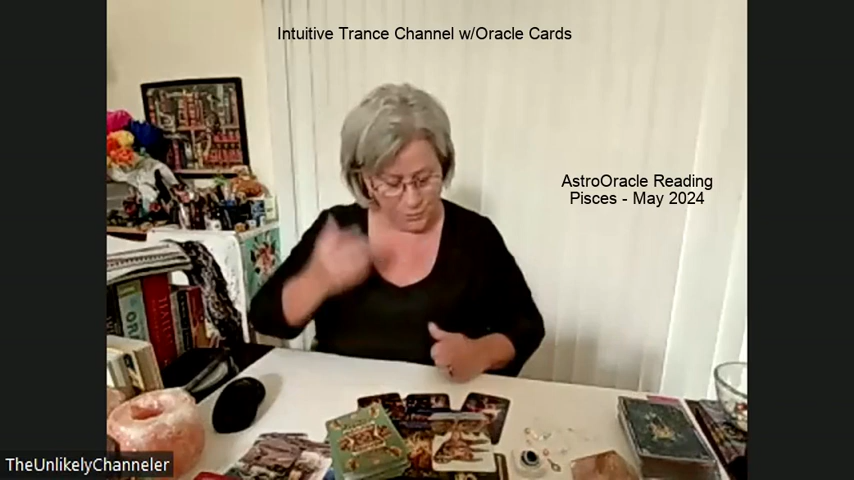 Intuitive Trance Channel w/Oracle Cards
AstroOracle Reading
Pisces - May 2024
TheUnlikelyChanneler